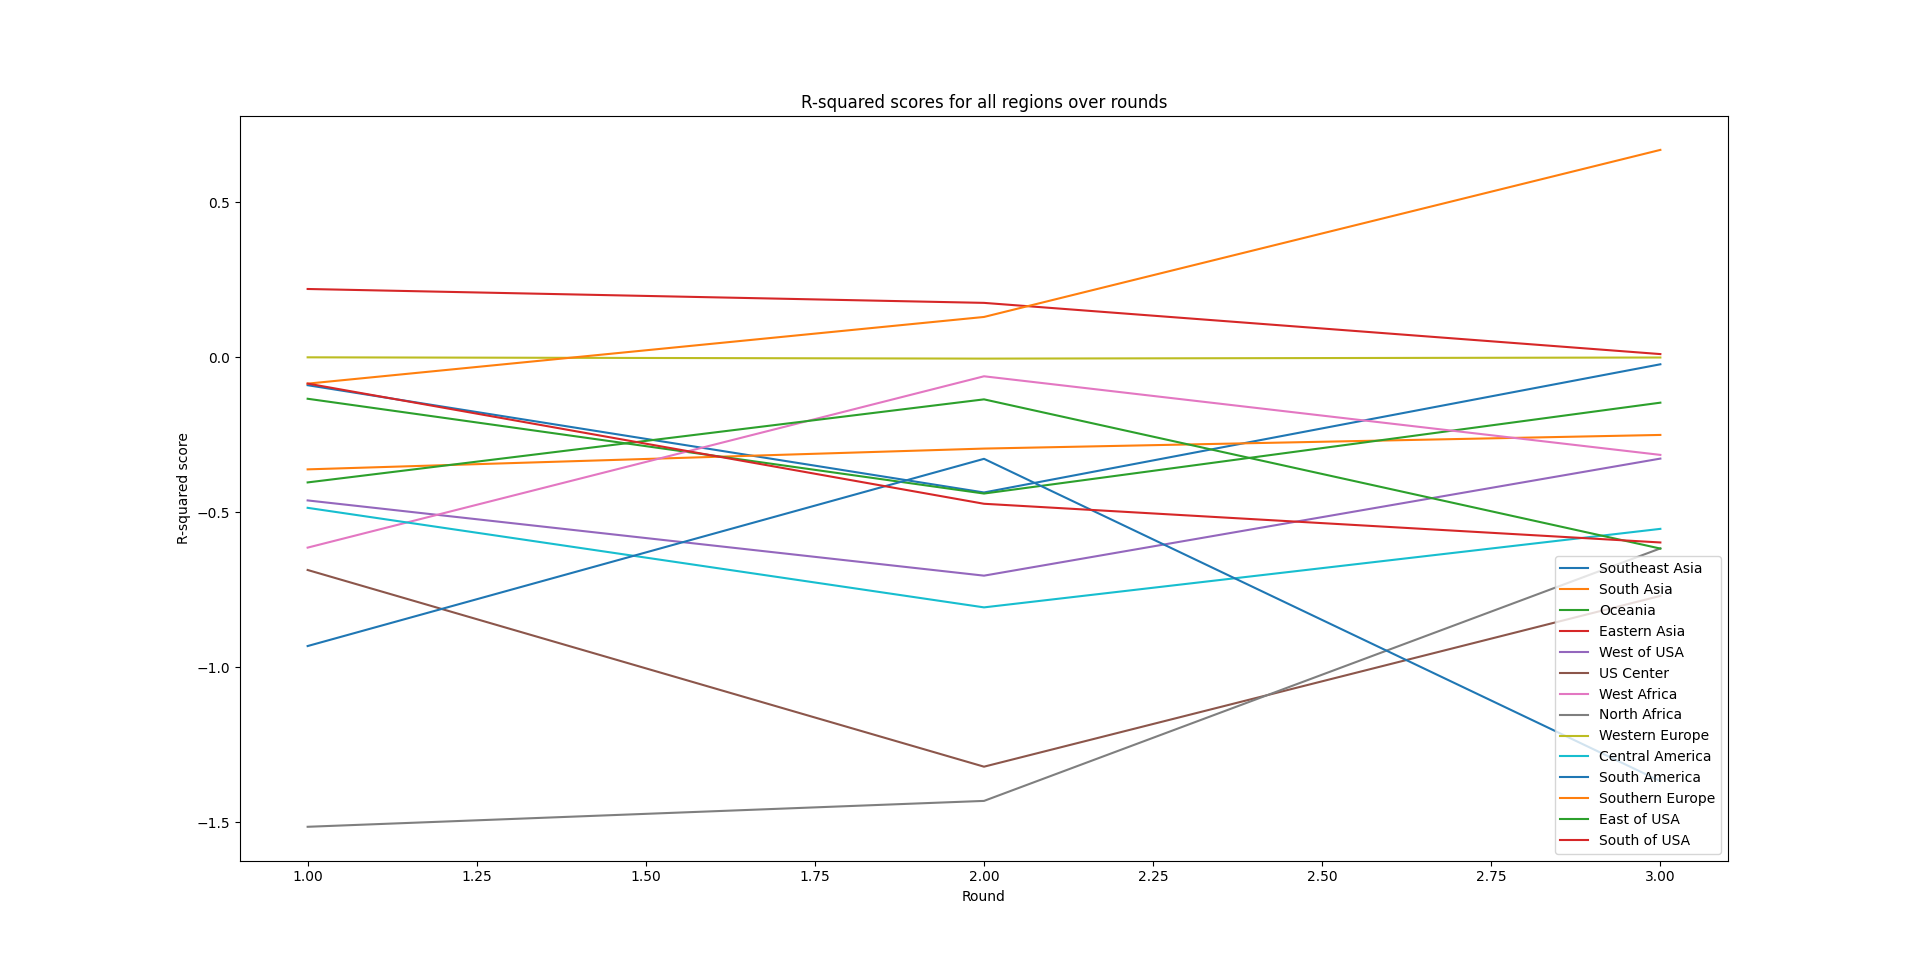 R-squared scores for all regions over rounds
R-squared score
0.5
0.0
−0.5
−1.0
−1.5
1.00 1.25 1.50 1.75 2.00 2.25 2.50 2.75 3.00
Round
Southeast Asia
South Asia
Oceania
Eastern Asia
West of USA
US Center
West Africa
North Africa
Western Europe
Central America
South America
Southern Europe
East of USA
South of USA